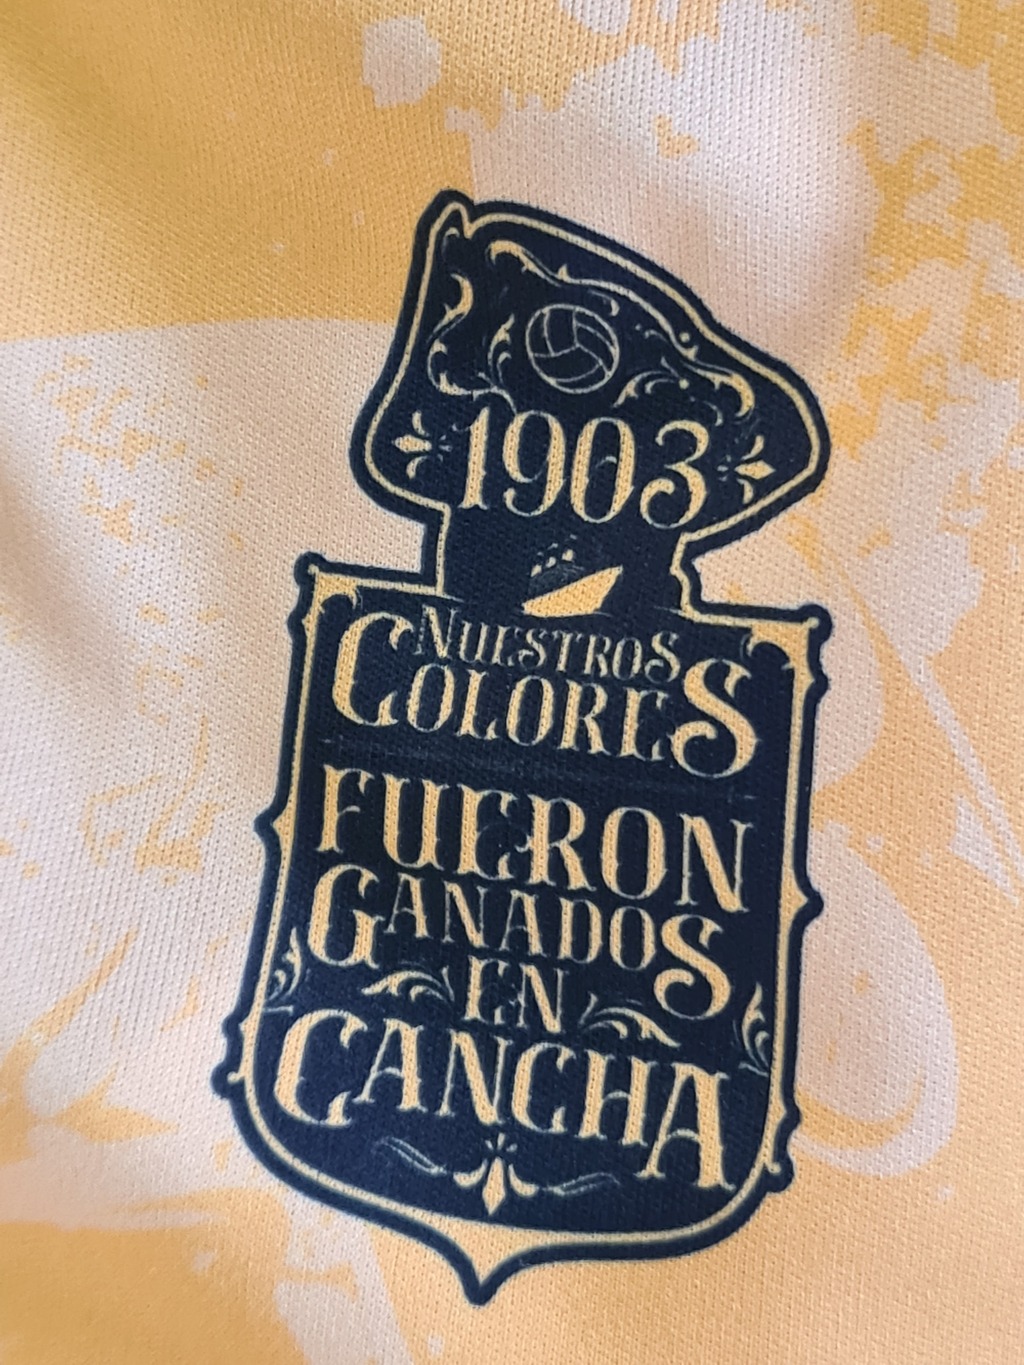 1903
NUESTROS
COLORES
FUERON
GANADOS
EN
CANCHA